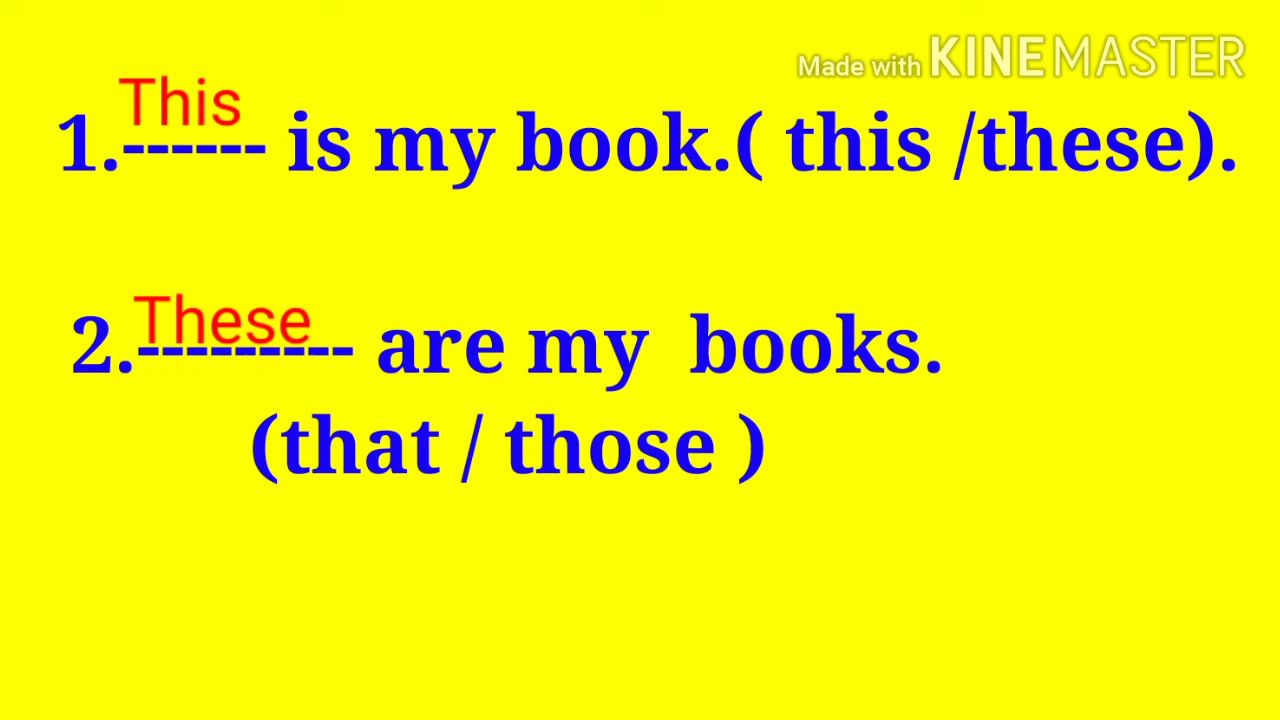 Made with KINEMASTER
This
1.------ is my book.( this /these).
These
2.--------- are my books.
(that / those )